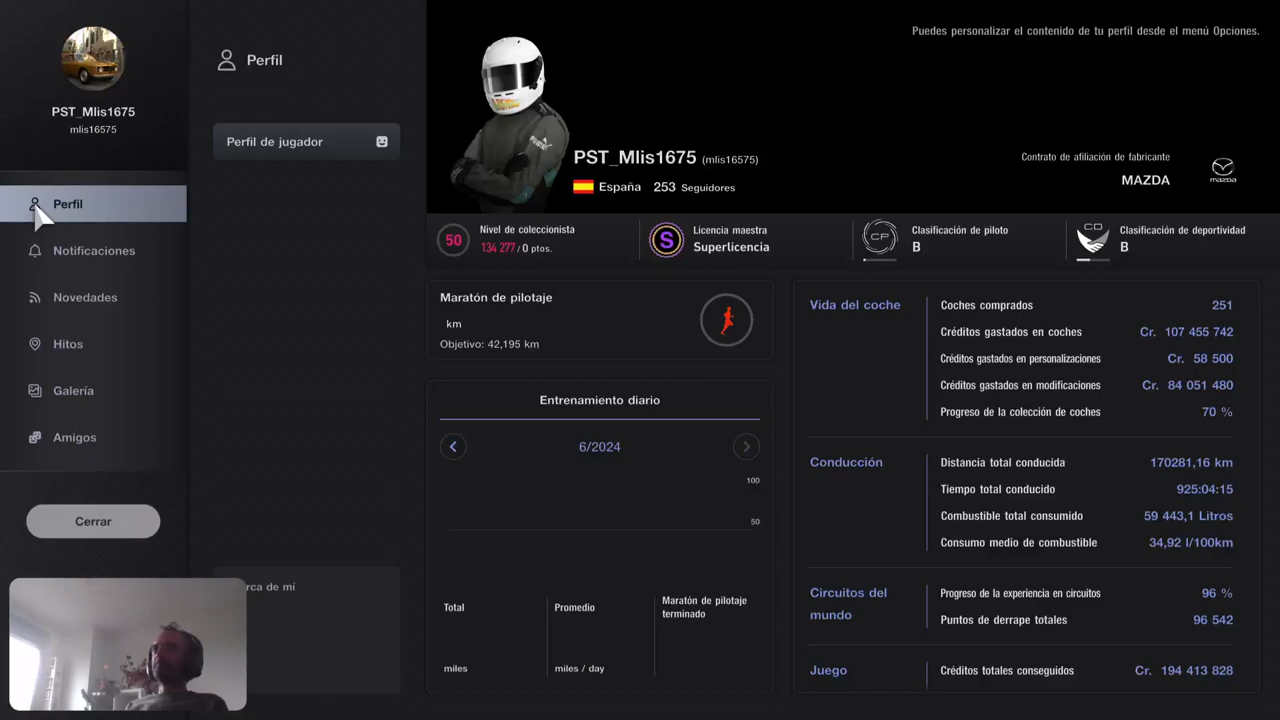 PST_Mlis1675
mlis16575
Perfil
Notificaciones
Novedades
Hitos
Galería
Amigos
Cerrar
Perfil
Perfil de jugador
rca de mí
Puedes personalizar el contenido de tu perfil desde el menú Opciones.
PST_Mlis1675 (mlis16575)
España 253 Seguidores
Contrato de afiliación de fabricante
MAZDA
mazda
50
Nivel de coleccionista
134 277 / 0 ptos.
S
Licencia maestra
Superlicencia
CP
Clasificación de piloto
B
CD
Clasificación de deportividad
B
Maratón de pilotaje
km
Objetivo: 42,195 km
Entrenamiento diario
6/2024
100
50
Total
miles
Promedio
miles / day
Maratón de pilotaje
terminado
Vida del coche
Coches comprados 251
Créditos gastados en coches Cr. 107 455 742
Créditos gastados en personalizaciones Cr. 58 500
Créditos gastados en modificaciones Cr. 84 051 480
Progreso de la colección de coches 70 %
Conducción
Distancia total conducida 170281,16 km
Tiempo total conducido 925:04:15
Combustible total consumido 59 443,1 Litros
Consumo medio de combustible 34,92 l/100km
Circuitos del
mundo
Progreso de la experiencia en circuitos 96 %
Puntos de derrape totales 96 542
Juego
Créditos totales conseguidos Cr. 194 413 828